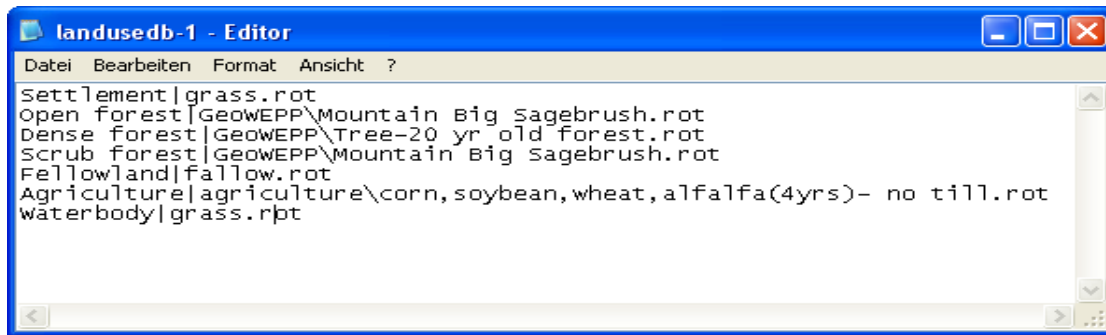 landusedb-1 - Editor
Datei Bearbeiten Format Ansicht ?
Settlement|grass.rot
Open forest|GeoWEPP\Mountain Big Sagebrush.rot
Dense forest|GeoWEPP\Tree-20 yr old forest.rot
Scrub forest|GeoWEPP\Mountain Big Sagebrush.rot
Fellowland|fallow.rot
Agriculture|agriculture\corn,soybean,wheat,alfalfa(4yrs)- no till.rot
Waterbody|grass.rot